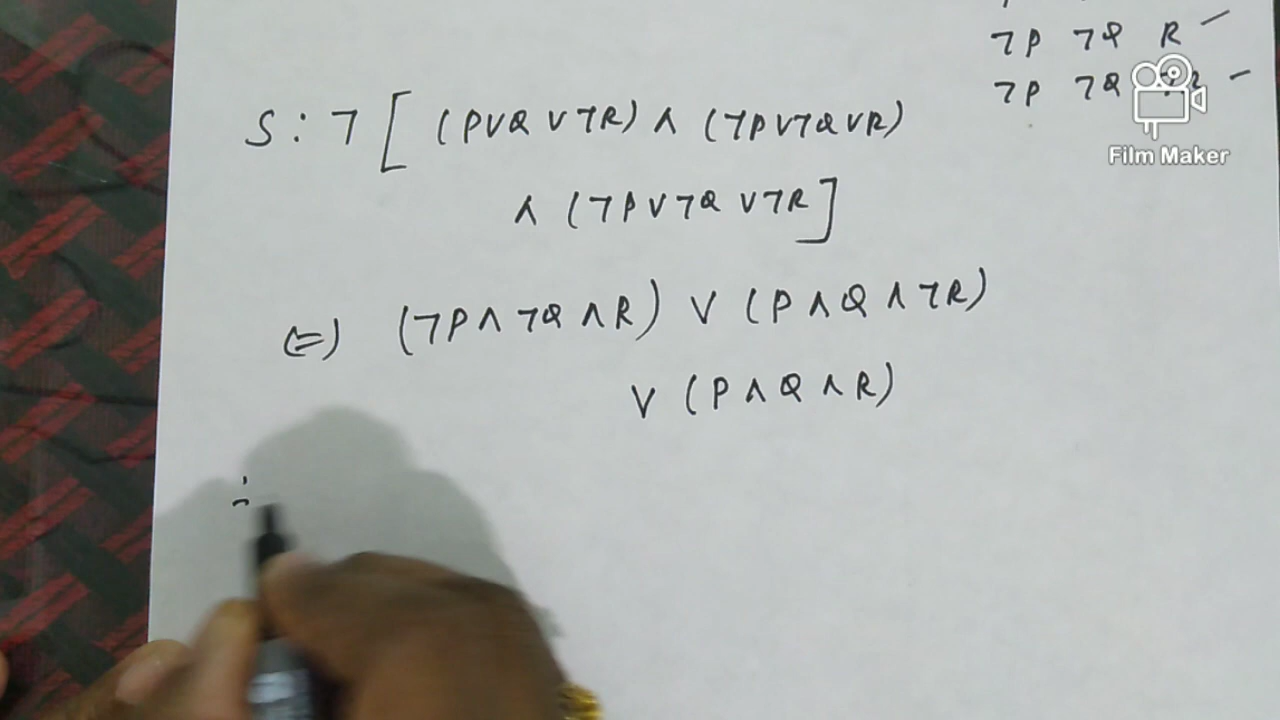 ¬P ¬Q R –
¬P ¬Q –
Film Maker
S : ¬ [ (P∨Q ∨¬R) ∧ (¬P∨¬Q∨R)
∧ (¬P∨¬Q ∨¬R ]
(=) (¬P∧ ¬Q ∧R) ∨ (P ∧ Q ∧ ¬R)
∨ (P ∧ Q ∧ R)